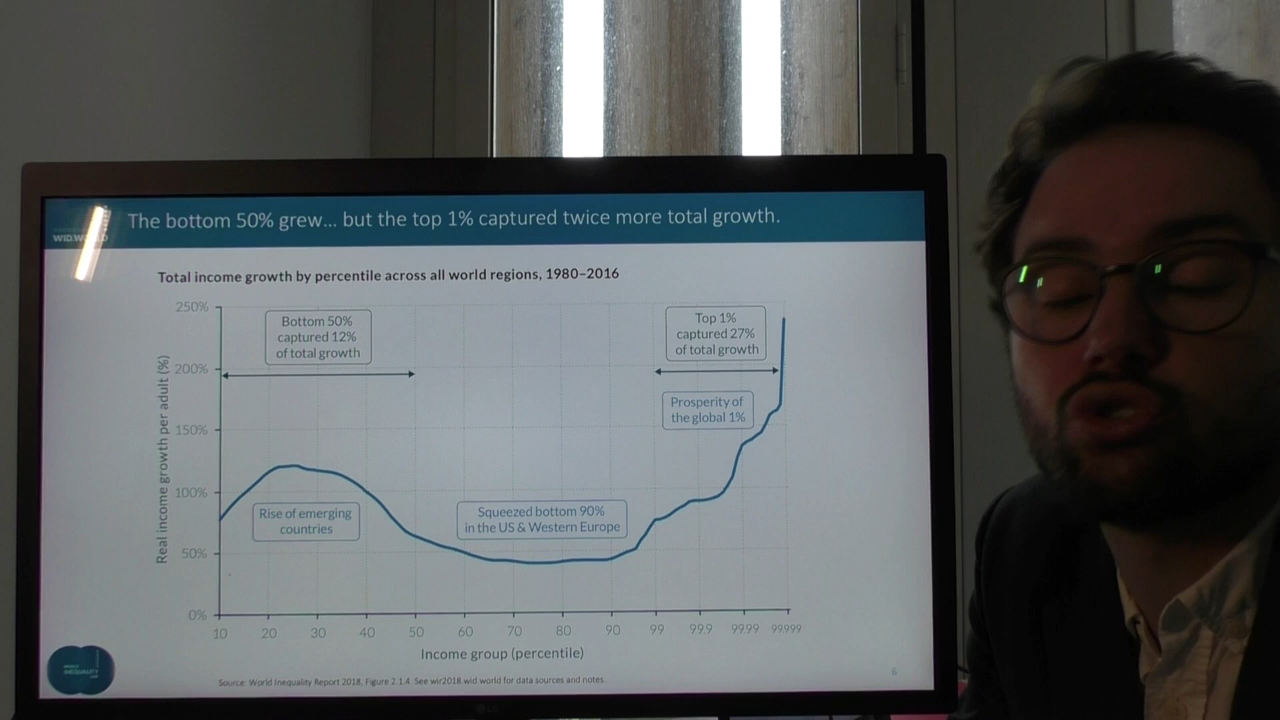 The bottom 50% grew... but the top 1% captured twice more total growth.
WID.W
Total income growth by percentile across all world regions, 1980–2016
Real income growth per adult (%)
250%
200%
150%
100%
50%
0%
Bottom 50%
captured 12%
of total growth
Top 1%
captured 27%
of total growth
Prosperity of
the global 1%
Rise of emerging
countries
Squeezed bottom 90%
in the US & Western Europe
10 20 30 40 50 60 70 80 90 99 99.9 99.99 99.999
Income group (percentile)
INEQUALITY
Source: World Inequality Report 2018. Figure 2.1.4. See wir2018.wid.world for data sources and notes.
6
LG